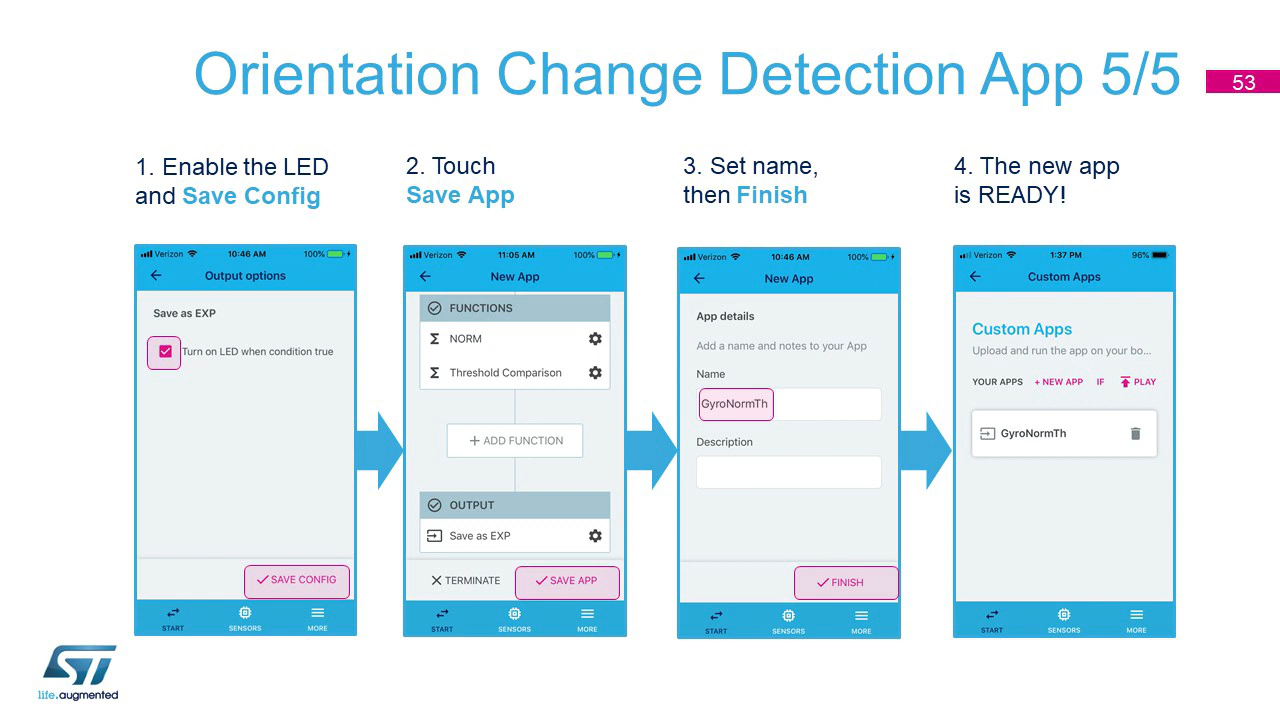 Orientation Change Detection App 5/5
53
1. Enable the LED
and Save Config
2. Touch
Save App
3. Set name,
then Finish
4. The new app
is READY!
Verizon 10:46 AM 100%
Output options
Save as EXP
Turn on LED when condition true
SAVE CONFIG
START SENSORS MORE
Verizon 11:05 AM 100%
New App
FUNCTIONS
Σ NORM
Σ Threshold Comparison
+ ADD FUNCTION
OUTPUT
Save as EXP
TERMINATE SAVE APP
START SENSORS MORE
Verizon 10:46 AM 100%
New App
App details
Add a name and notes to your App
Name
GyroNormTh
Description
FINISH
START SENSORS MORE
Verizon 1:37 PM 96%
Custom Apps
Custom Apps
Upload and run the app on your bo...
YOUR APPS + NEW APP IF PLAY
GyroNormTh
START SENSORS MORE
ST
life.augmented